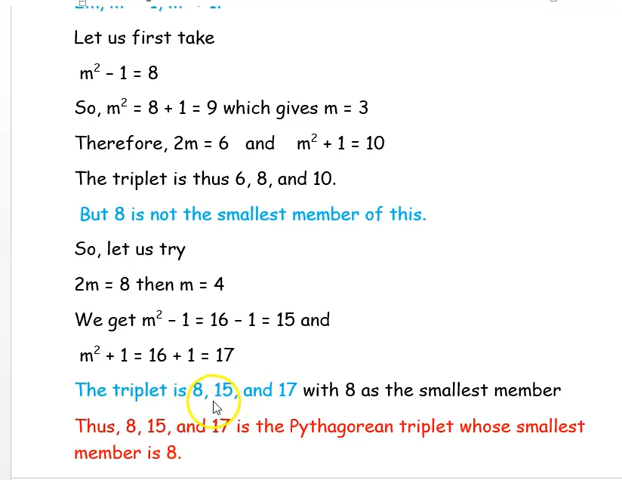 Let us first take
m² – 1 = 8
So, m² = 8 + 1 = 9 which gives m = 3
Therefore, 2m = 6 and m² + 1 = 10
The triplet is thus 6, 8, and 10.
But 8 is not the smallest member of this.
So, let us try
2m = 8 then m = 4
We get m² – 1 = 16 – 1 = 15 and
m² + 1 = 16 + 1 = 17
The triplet is 8, 15, and 17 with 8 as the smallest member
Thus, 8, 15, and 17 is the Pythagorean triplet whose smallest
member is 8.